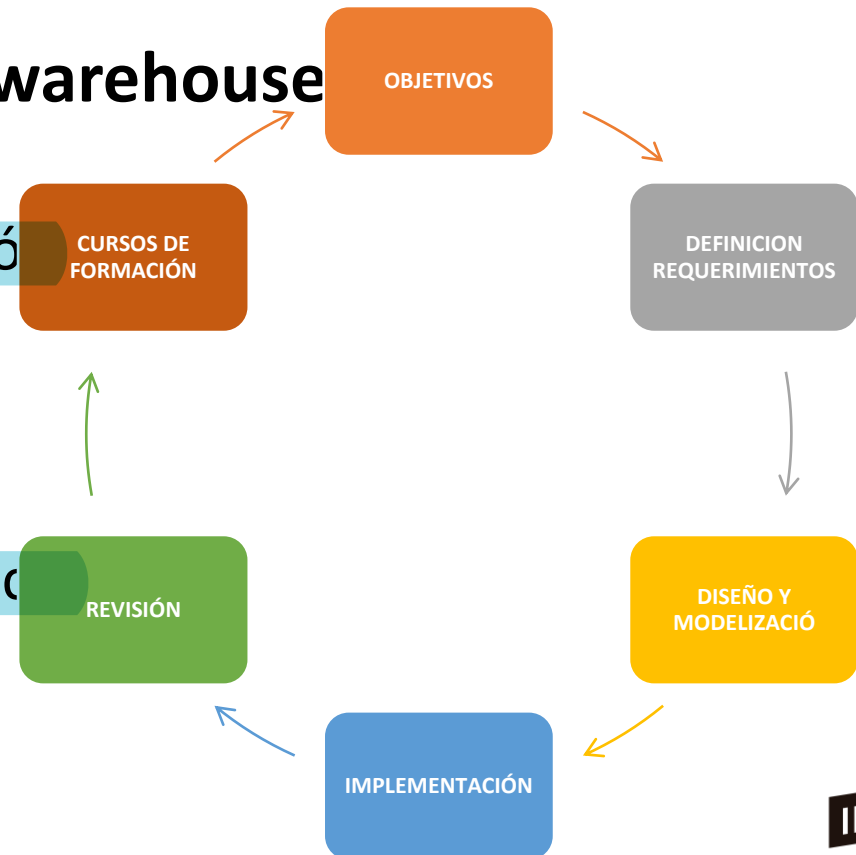 warehouse
OBJETIVOS
CURSOS DE
FORMACIÓN
DEFINICION
REQUERIMIENTOS
REVISIÓN
DISEÑO Y
MODELIZACIÓ
IMPLEMENTACIÓN